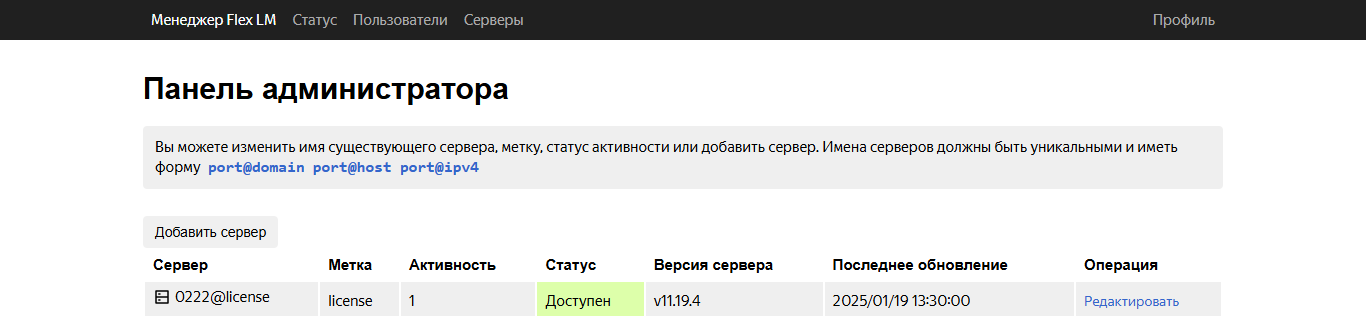 Менеджер Flex LM Статус Пользователи Серверы Профиль
Панель администратора
Вы можете изменить имя существующего сервера, метку, статус активности или добавить сервер. Имена серверов должны быть уникальными и иметь
форму port@domain port@host port@ipv4
Добавить сервер
Сервер Метка Активность Статус Версия сервера Последнее обновление Операция
0222@license license 1 Доступен v11.19.4 2025/01/19 13:30:00 Редактировать